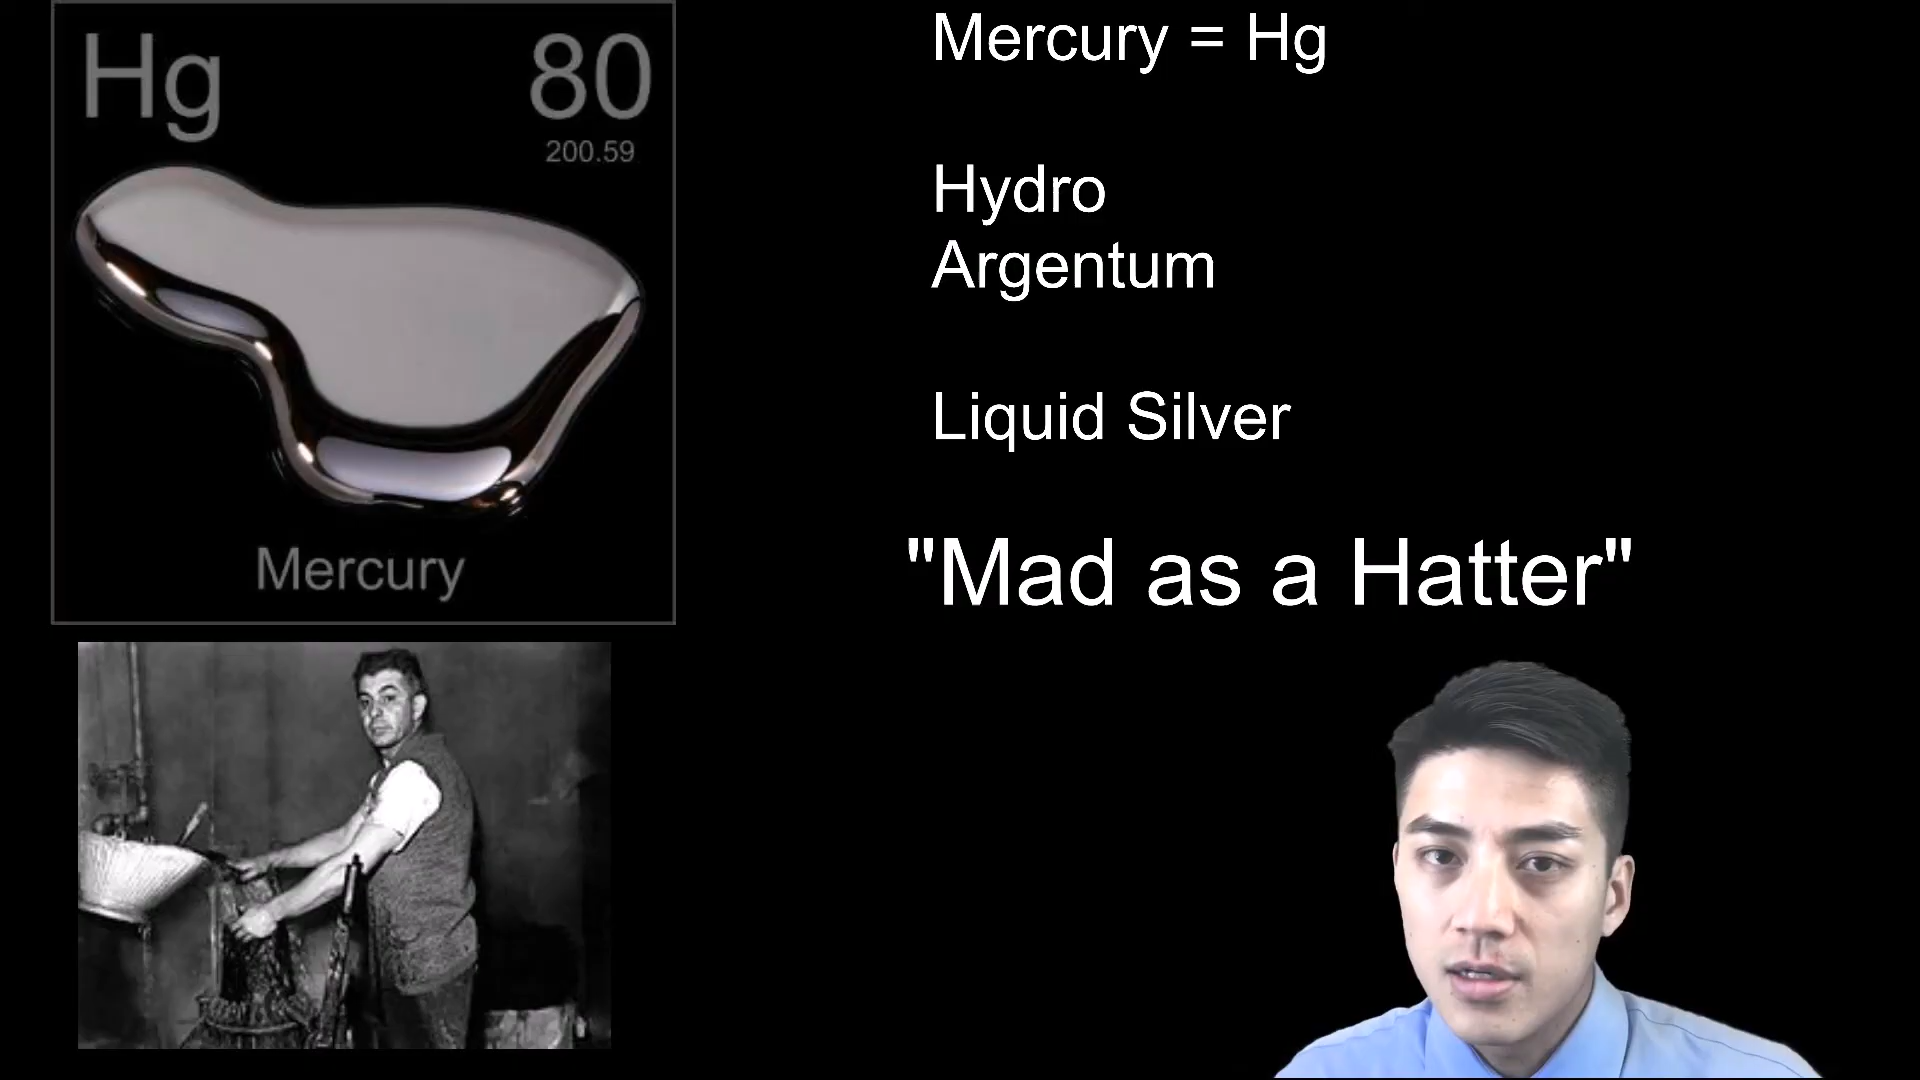 Hg
80
200.59
Mercury
Mercury = Hg
Hydro
Argentum
Liquid Silver
"Mad as a Hatter"